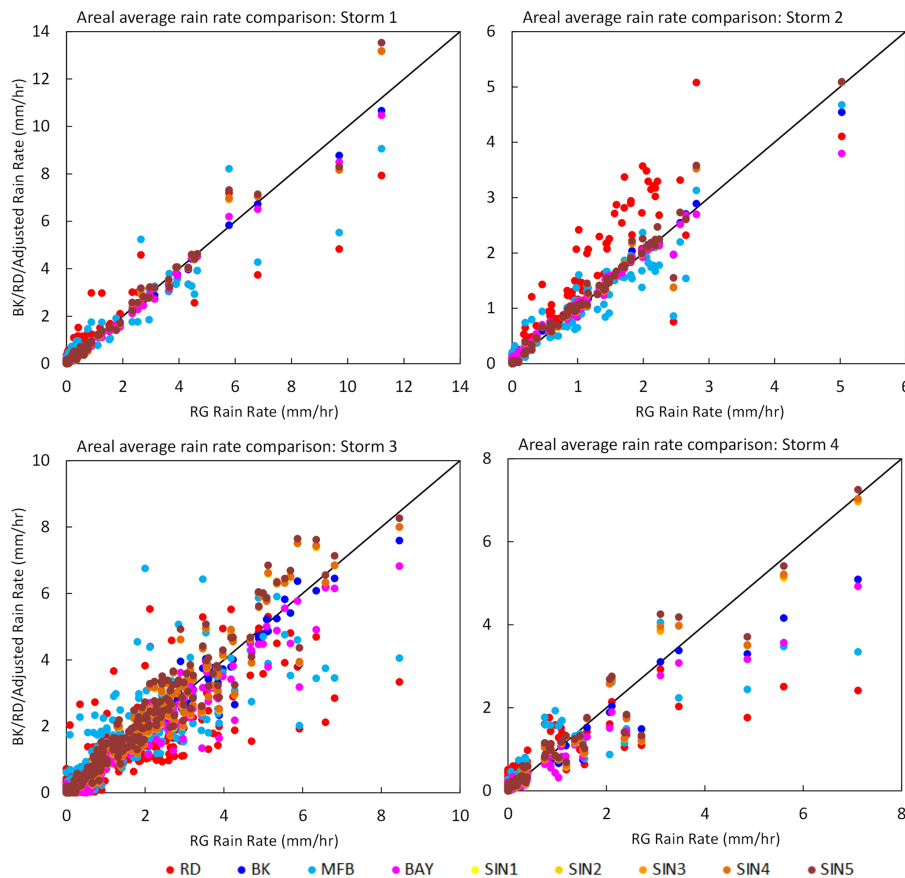 Areal average rain rate comparison: Storm 1
14
12
10
8
6
4
2
0
BK/RD/Adjusted Rain Rate (mm/hr)
0 2 4 6 8 10 12 14
RG Rain Rate (mm/hr)
Areal average rain rate comparison: Storm 2
6
5
4
3
2
1
0
0 1 2 3 4 5 6
RG Rain Rate (mm/hr)
Areal average rain rate comparison: Storm 3
10
8
6
4
2
0
BK/RD/Adjusted Rain Rate (mm/hr)
0 2 4 6 8 10
RG Rain Rate (mm/hr)
Areal average rain rate comparison: Storm 4
8
6
4
2
0
0 2 4 6 8
RG Rain Rate (mm/hr)
RD BK MFB BAY SIN1 SIN2 SIN3 SIN4 SIN5